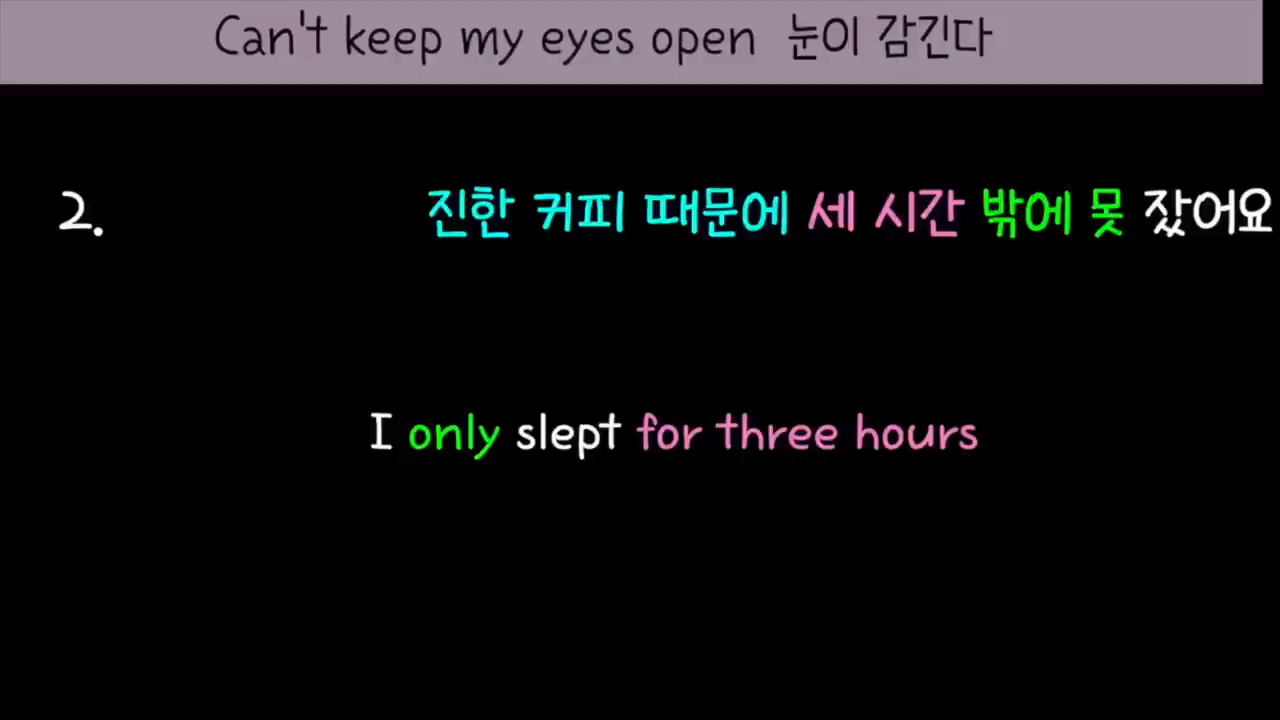 Can't keep my eyes open 눈이 감긴다
2. 진한 커피 때문에 세 시간 밖에 못 잤어요
I only slept for three hours